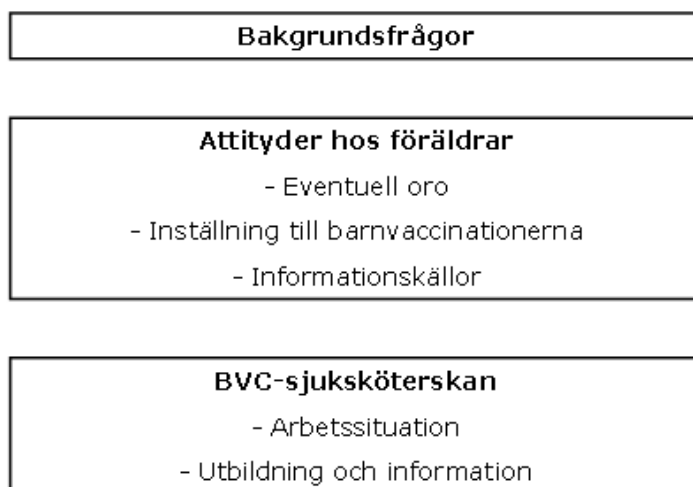 Bakgrundsfrågor
Attityder hos föräldrar
- Eventuell oro
- Inställning till barnvaccinationerna
- Informationskällor
BVC-sjuksköterskan
- Arbetssituation
- Utbildning och information